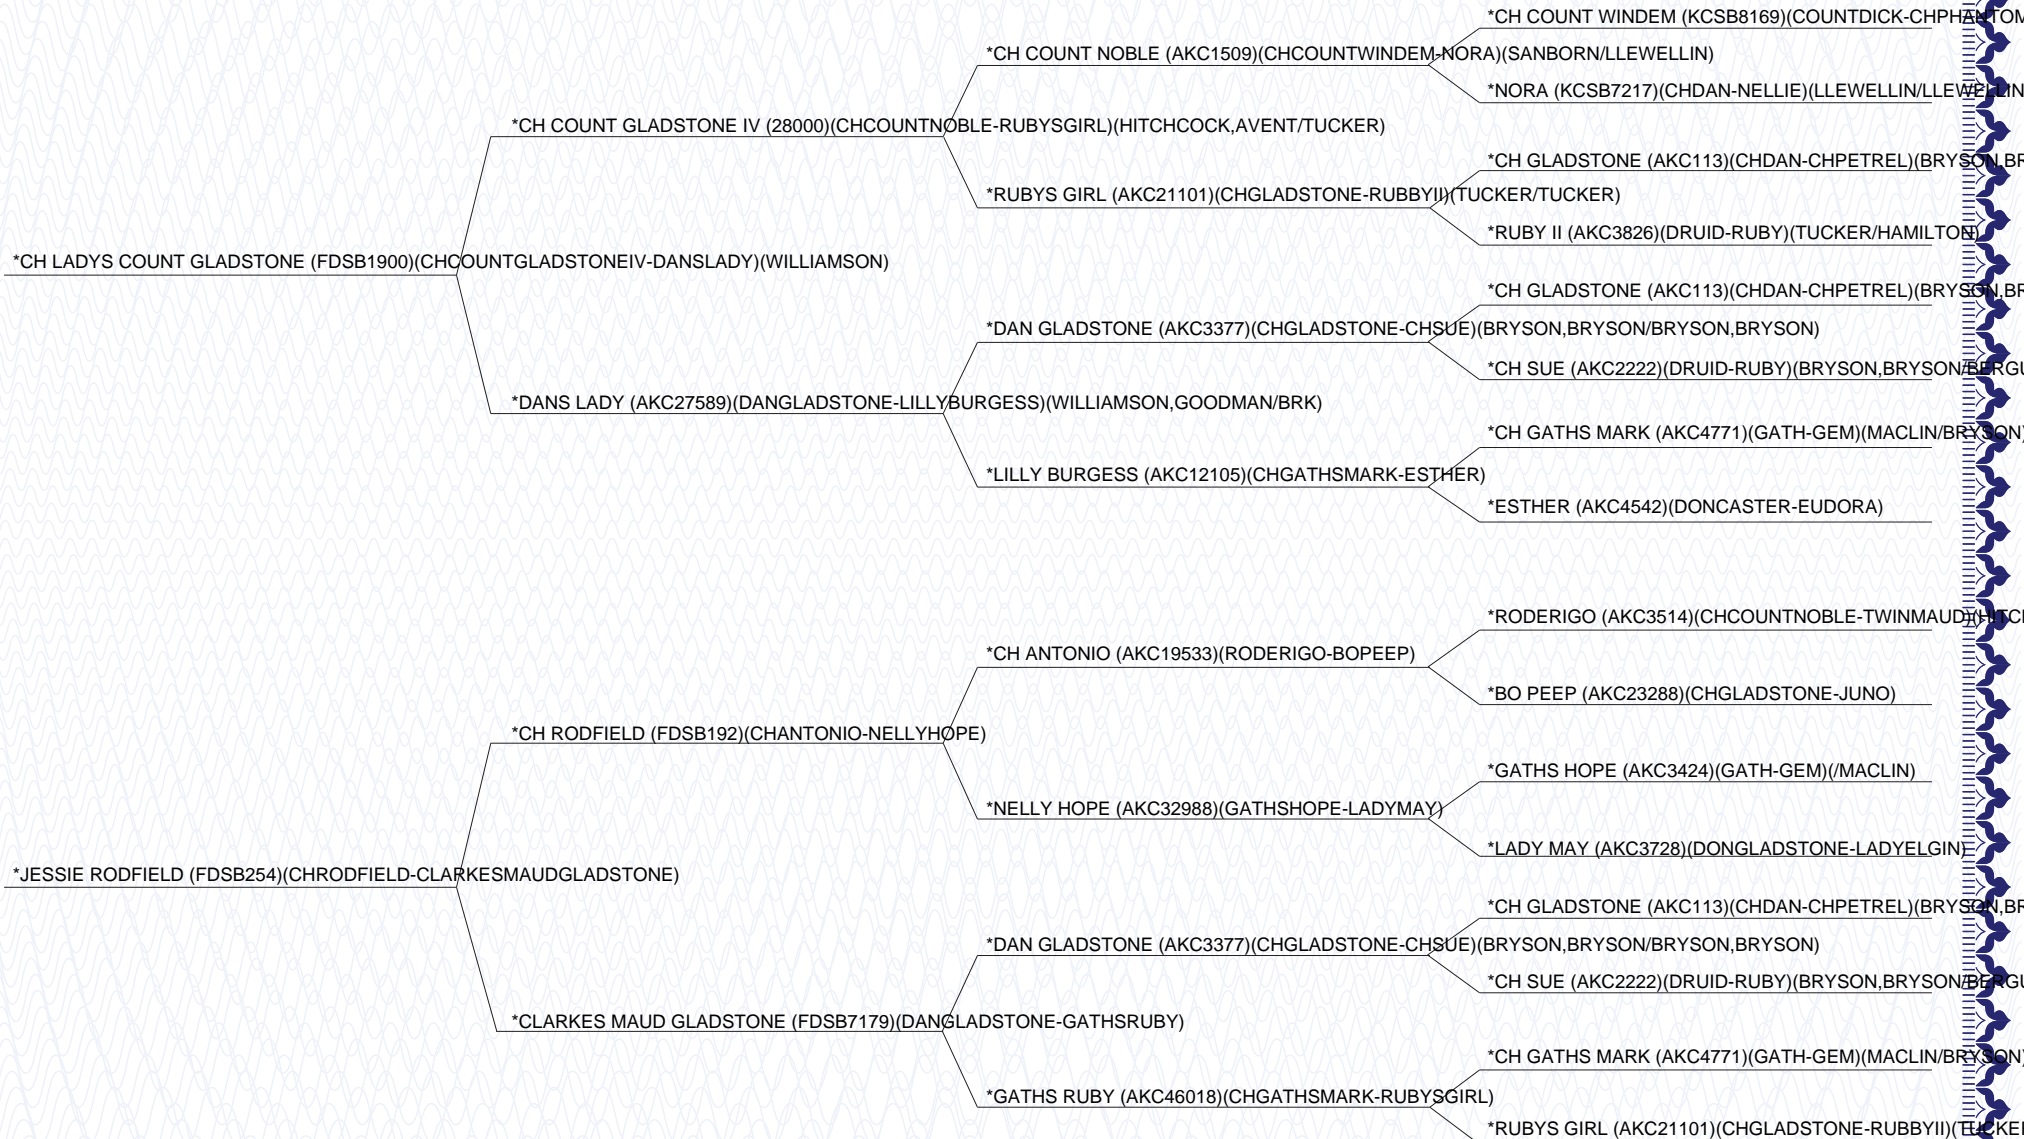 *CH COUNT WINDEM (KCSB8169)(COUNTDICK-CHPHANTOM
*CH COUNT NOBLE (AKC1509)(CHCOUNTWINDEM-NORA)(SANBORN/LLEWELLIN)
*NORA (KCSB7217)(CHDAN-NELLIE)(LLEWELLIN/LLEWELLIN
*CH COUNT GLADSTONE IV (28000)(CHCOUNTNOBLE-RUBYSGIRL)(HITCHCOCK,AVENT/TUCKER)
*CH GLADSTONE (AKC113)(CHDAN-CHPETREL)(BRYSON,BR
*RUBYS GIRL (AKC21101)(CHGLADSTONE-RUBBYII)(TUCKER/TUCKER)
*RUBY II (AKC3826)(DRUID-RUBY)(TUCKER/HAMILTON)
*CH LADYS COUNT GLADSTONE (FDSB1900)(CHCOUNTGLADSTONEIV-DANSLADY)(WILLIAMSON)
*CH GLADSTONE (AKC113)(CHDAN-CHPETREL)(BRYSON,BR
*DAN GLADSTONE (AKC3377)(CHGLADSTONE-CHSUE)(BRYSON,BRYSON/BRYSON,BRYSON)
*CH SUE (AKC2222)(DRUID-RUBY)(BRYSON,BRYSON/BERGU
*DANS LADY (AKC27589)(DANGLADSTONE-LILLYBURGESS)(WILLIAMSON,GOODMAN/BRK)
*CH GATHS MARK (AKC4771)(GATH-GEM)(MACLIN/BRYSON)
*LILLY BURGESS (AKC12105)(CHGATHSMARK-ESTHER)
*ESTHER (AKC4542)(DONCASTER-EUDORA)
*RODERIGO (AKC3514)(CHCOUNTNOBLE-TWINMAUD)(HITCH
*CH ANTONIO (AKC19533)(RODERIGO-BOPEEP)
*BO PEEP (AKC23288)(CHGLADSTONE-JUNO)
*CH RODFIELD (FDSB192)(CHANTONIO-NELLYHOPE)
*GATHS HOPE (AKC3424)(GATH-GEM)(/MACLIN)
*NELLY HOPE (AKC32988)(GATHSHOPE-LADYMAY)
*LADY MAY (AKC3728)(DONGLADSTONE-LADYELGIN)
*JESSIE RODFIELD (FDSB254)(CHRODFIELD-CLARKESMAUDGLADSTONE)
*CH GLADSTONE (AKC113)(CHDAN-CHPETREL)(BRYSON,BR
*DAN GLADSTONE (AKC3377)(CHGLADSTONE-CHSUE)(BRYSON,BRYSON/BRYSON,BRYSON)
*CH SUE (AKC2222)(DRUID-RUBY)(BRYSON,BRYSON/BERGU
*CLARKES MAUD GLADSTONE (FDSB7179)(DANGLADSTONE-GATHSRUBY)
*CH GATHS MARK (AKC4771)(GATH-GEM)(MACLIN/BRYSON)
*GATHS RUBY (AKC46018)(CHGATHSMARK-RUBYSGIRL)
*RUBYS GIRL (AKC21101)(CHGLADSTONE-RUBBYII)(TUCKER